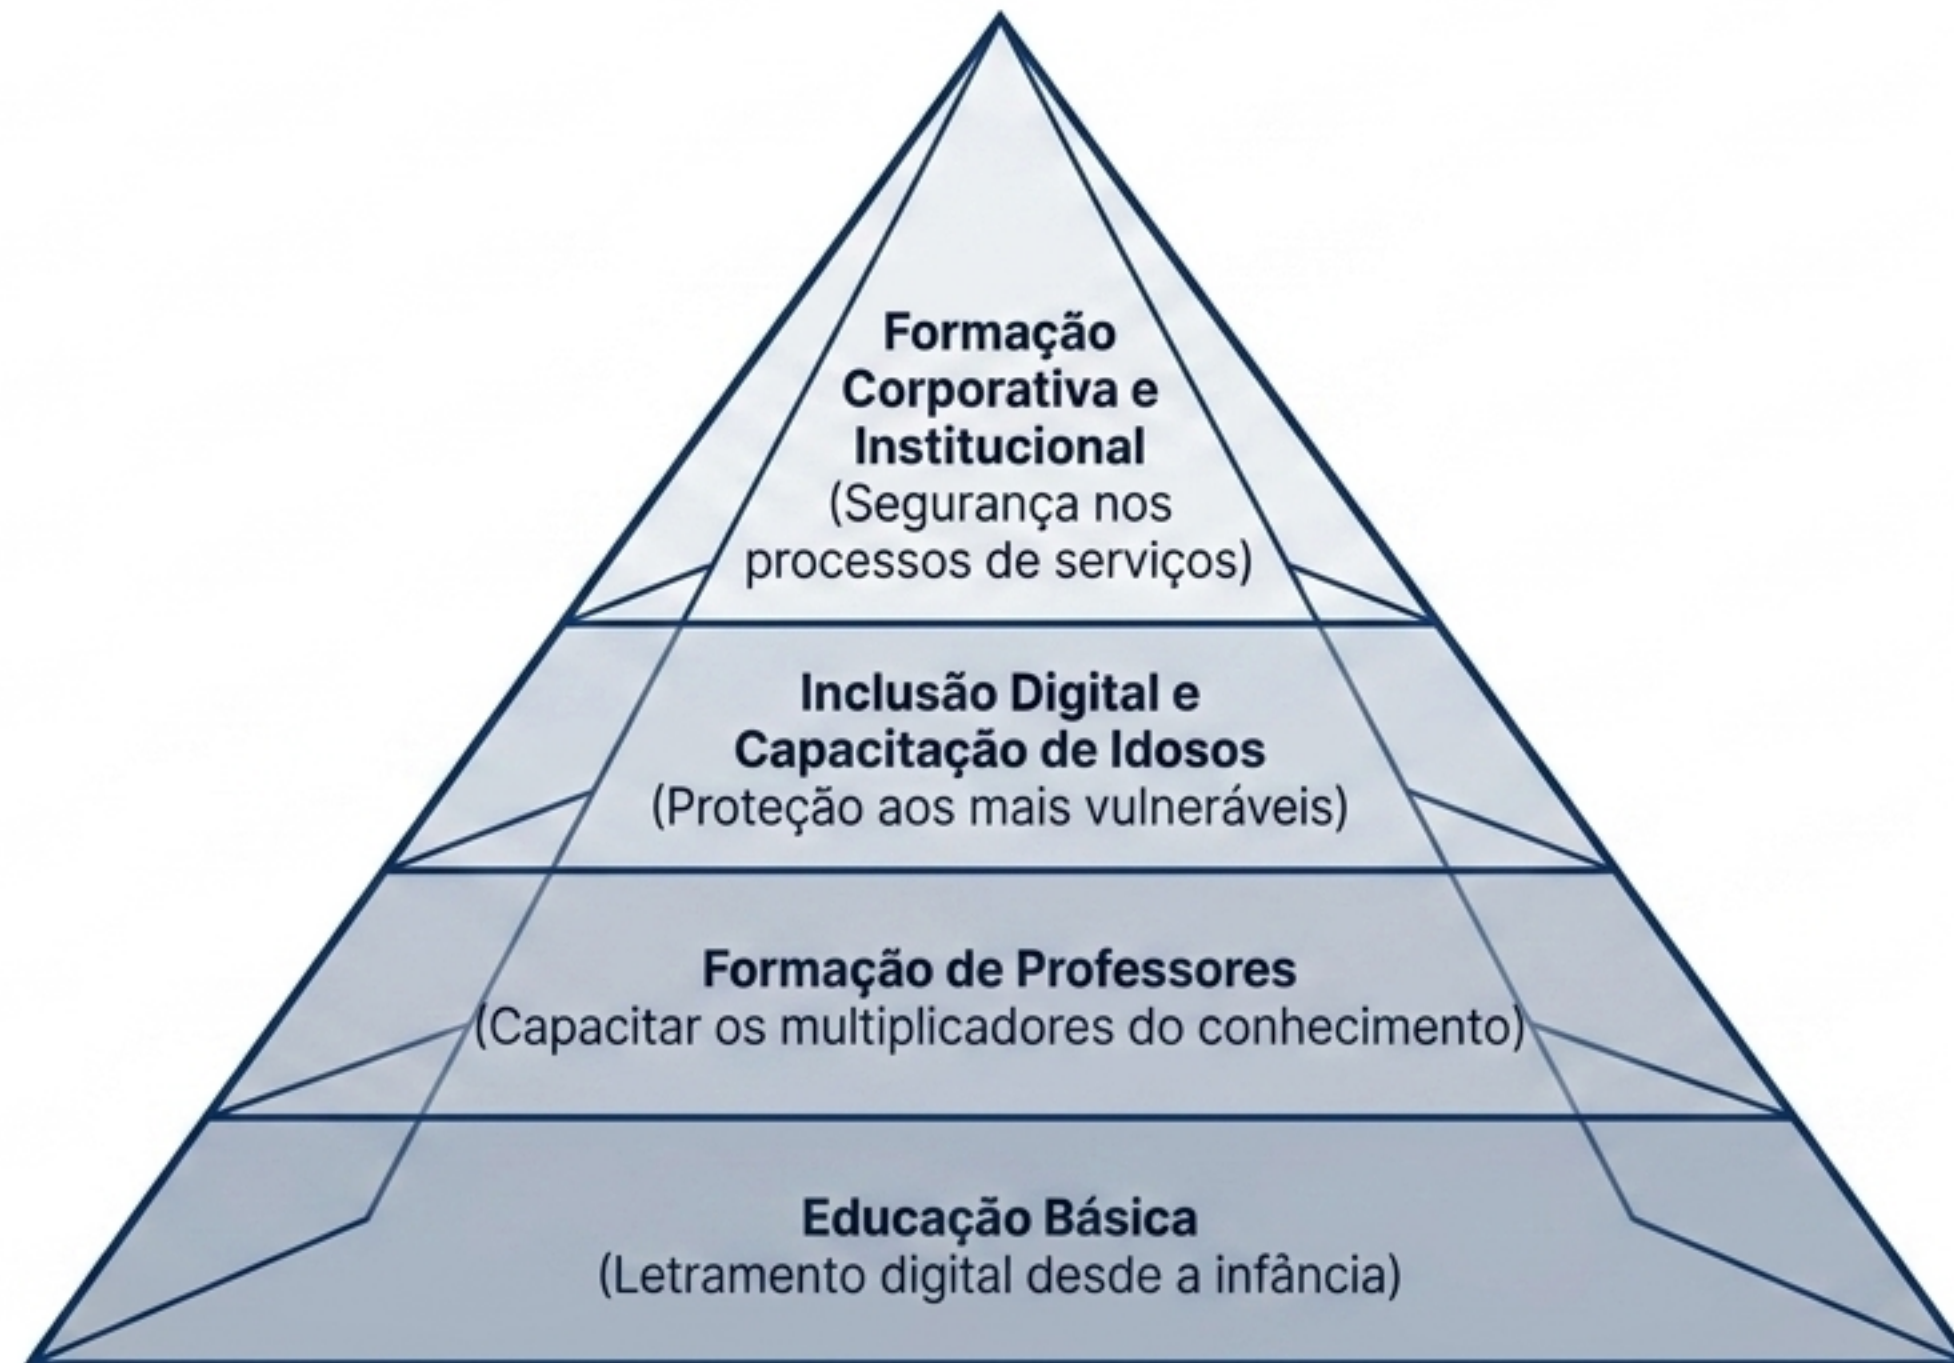 Formação
Corporativa e
Institucional
(Segurança nos
processos de serviços)
Inclusão Digital e
Capacitação de Idosos
(Proteção aos mais vulneráveis)
Formação de Professores
(Capacitar os multiplicadores do conhecimento)
Educação Básica
(Letramento digital desde a infância)